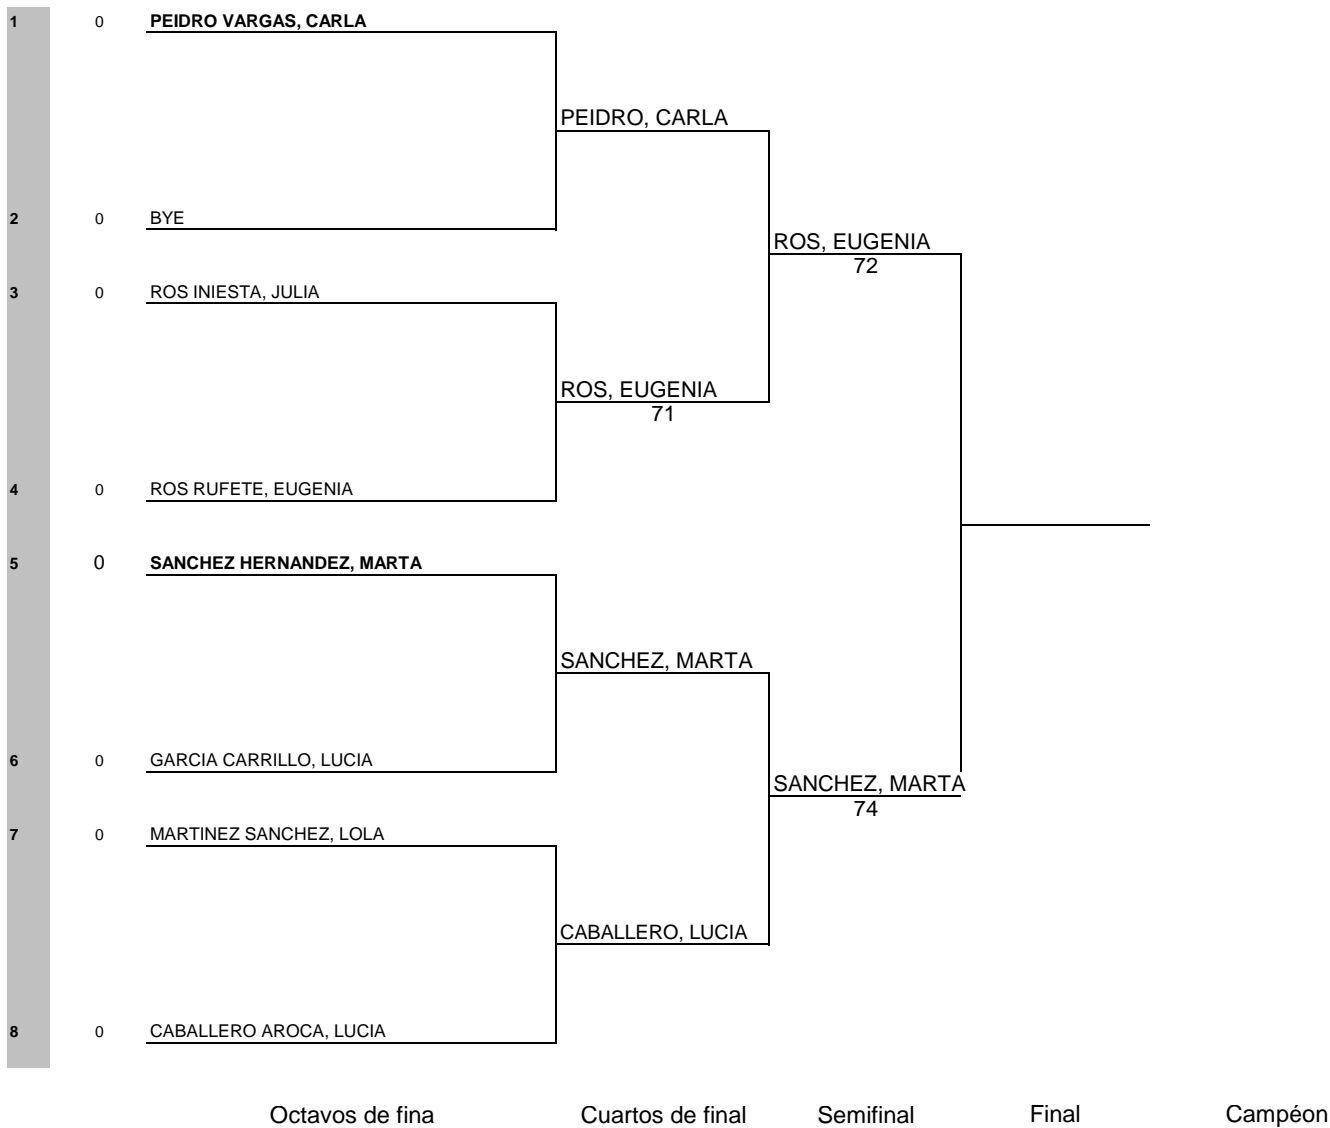 1 0 PEIDRO VARGAS, CARLA
PEIDRO, CARLA
2 0 BYE
ROS, EUGENIA
72
3 0 ROS INIESTA, JULIA
ROS, EUGENIA
71
4 0 ROS RUFETE, EUGENIA
5 0 SANCHEZ HERNANDEZ, MARTA
SANCHEZ, MARTA
6 0 GARCIA CARRILLO, LUCIA
SANCHEZ, MARTA
74
7 0 MARTINEZ SANCHEZ, LOLA
CABALLERO, LUCIA
8 0 CABALLERO AROCA, LUCIA
Octavos de fina Cuartos de final Semifinal Final Campéon